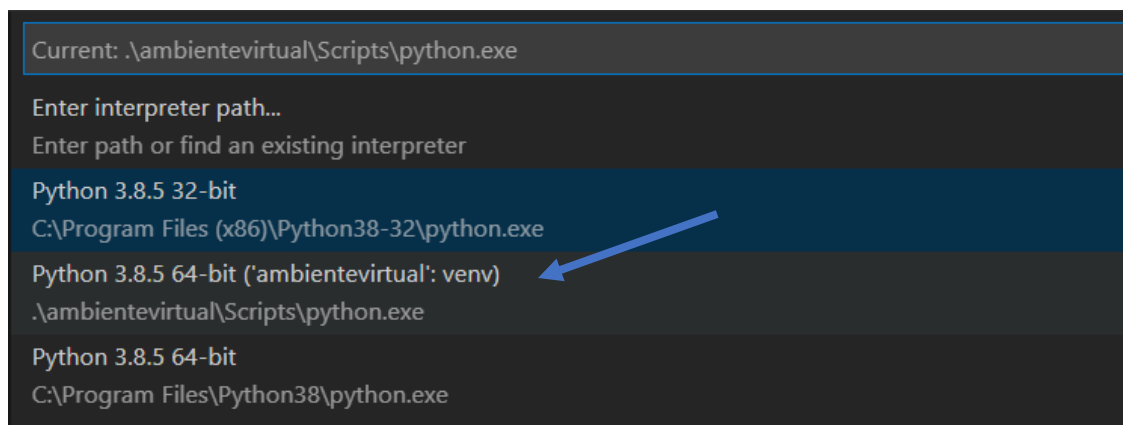 Current: .\ambientevirtual\Scripts\python.exe
Enter interpreter path...
Enter path or find an existing interpreter
Python 3.8.5 32-bit
C:\Program Files (x86)\Python38-32\python.exe
Python 3.8.5 64-bit ('ambientevirtual': venv)
.\ambientevirtual\Scripts\python.exe
Python 3.8.5 64-bit
C:\Program Files\Python38\python.exe